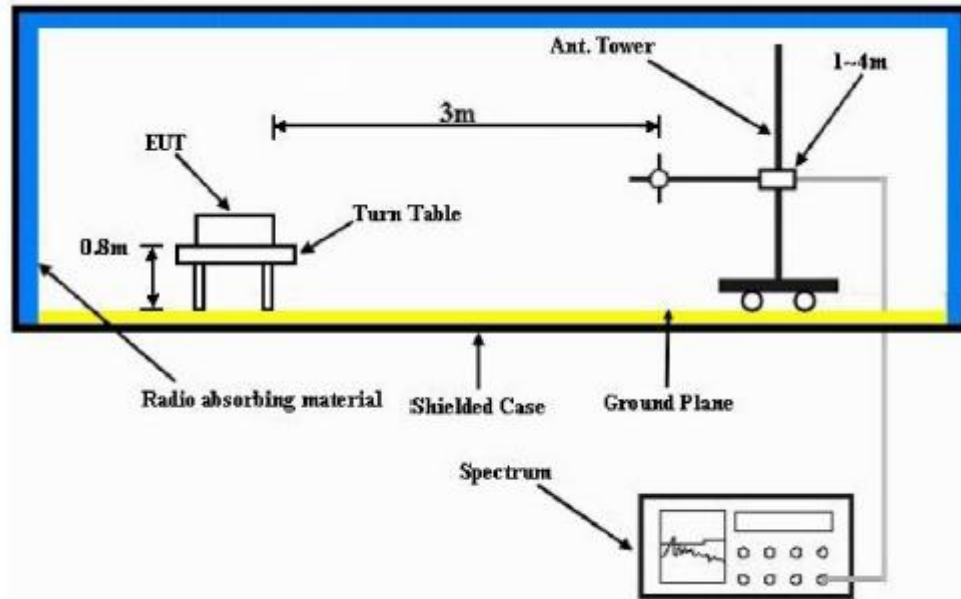 Ant. Tower
1~4m
3m
EUT
Turn Table
0.8m
Radio absorbing material
Shielded Case
Ground Plane
Spectrum